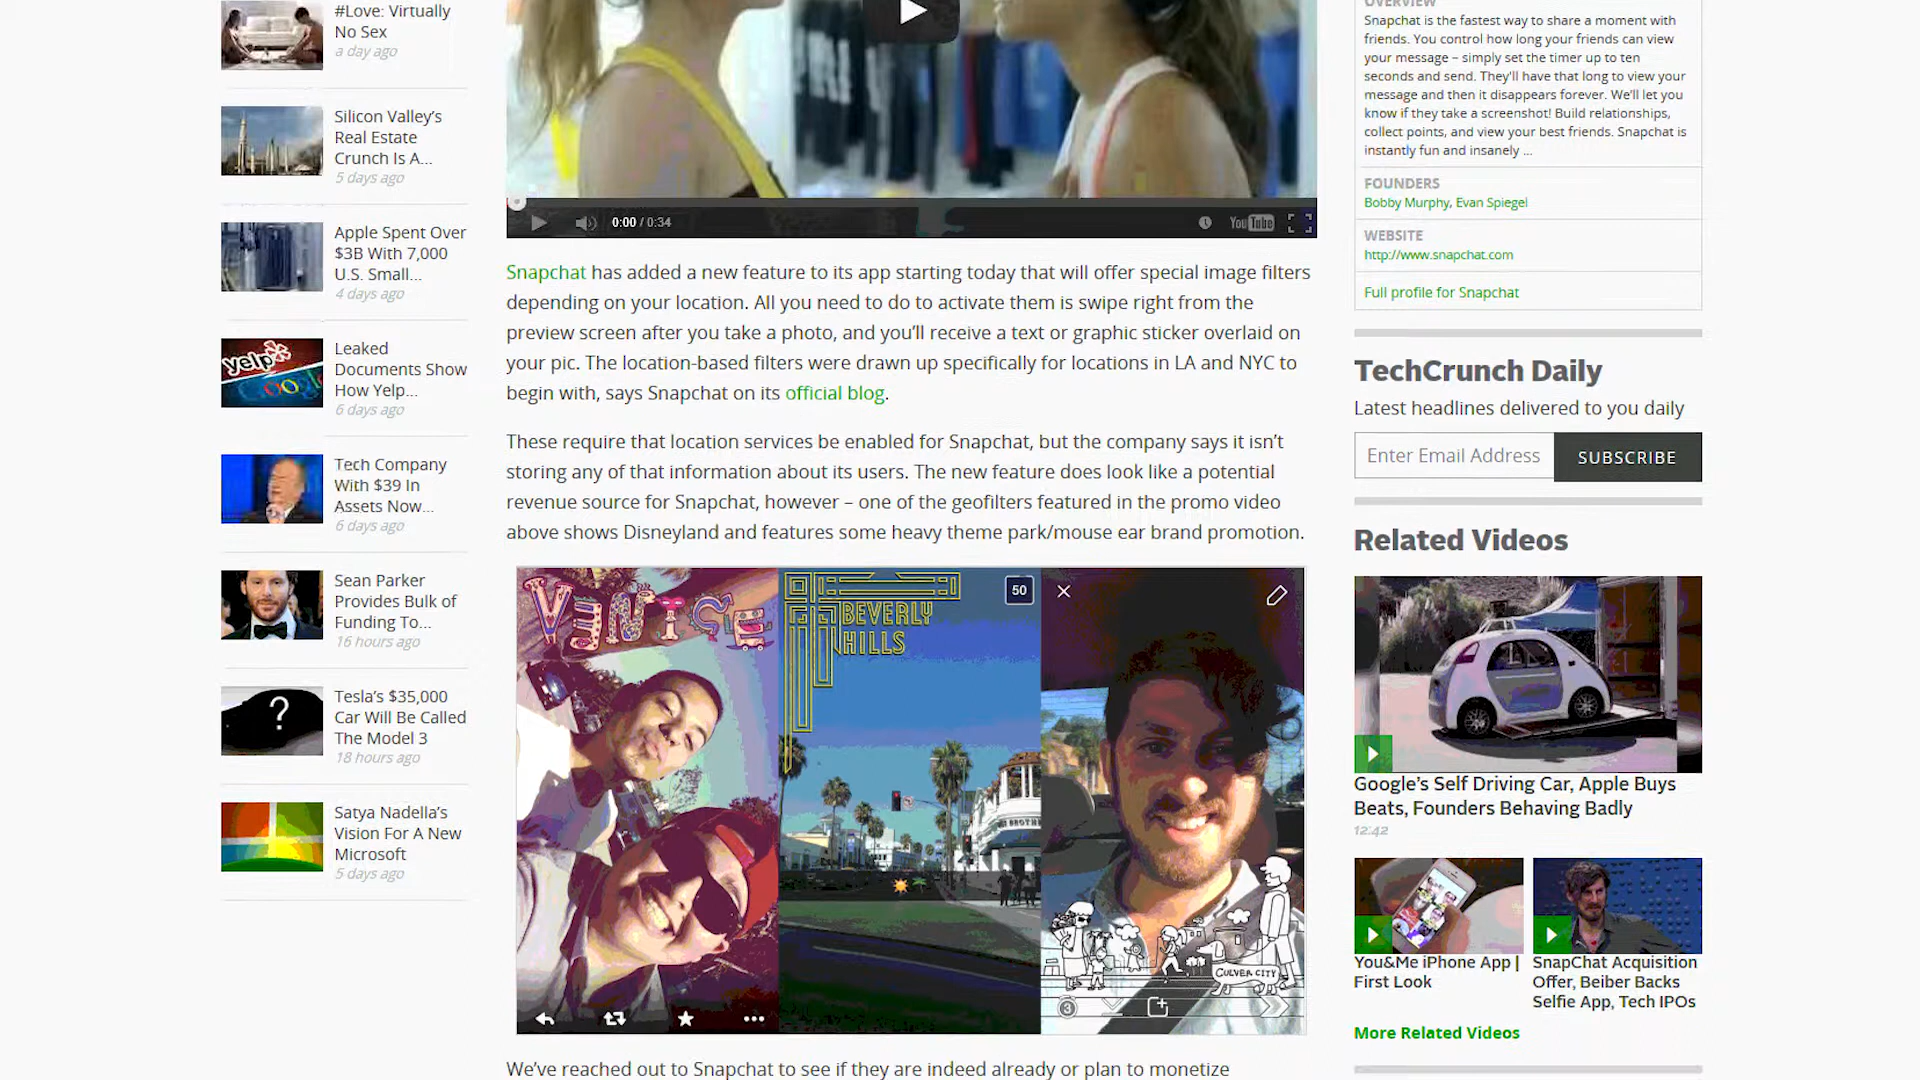 #Love: Virtually
No Sex
a day ago
Silicon Valley's
Real Estate
Crunch Is A...
5 days ago
Apple Spent Over
$3B With 7,000
U.S. Small...
4 days ago
yelp
Google
Leaked
Documents Show
How Yelp...
6 days ago
Tech Company
With $39 In
Assets Now...
6 days ago
Sean Parker
Provides Bulk of
Funding To...
16 hours ago
?
Tesla's $35,000
Car Will Be Called
The Model 3
18 hours ago
Satya Nadella's
Vision For A New
Microsoft
5 days ago
0:00 / 0:34
YouTube
Snapchat has added a new feature to its app starting today that will offer special image filters
depending on your location. All you need to do to activate them is swipe right from the
preview screen after you take a photo, and you'll receive a text or graphic sticker overlaid on
your pic. The location-based filters were drawn up specifically for locations in LA and NYC to
begin with, says Snapchat on its official blog.
These require that location services be enabled for Snapchat, but the company says it isn't
storing any of that information about its users. The new feature does look like a potential
revenue source for Snapchat, however – one of the geofilters featured in the promo video
above shows Disneyland and features some heavy theme park/mouse ear brand promotion.
VENICE
BEVERLY
HILLS
50
CULVER CITY
3
We've reached out to Snapchat to see if they are indeed already or plan to monetize
OVERVIEW
Snapchat is the fastest way to share a moment with
friends. You control how long your friends can view
your message – simply set the timer up to ten
seconds and send. They'll have that long to view your
message and then it disappears forever. We'll let you
know if they take a screenshot! Build relationships,
collect points, and view your best friends. Snapchat is
instantly fun and insanely ...
FOUNDERS
Bobby Murphy, Evan Spiegel
WEBSITE
http://www.snapchat.com
Full profile for Snapchat
TechCrunch Daily
Latest headlines delivered to you daily
Enter Email Address
SUBSCRIBE
Related Videos
Google's Self Driving Car, Apple Buys
Beats, Founders Behaving Badly
12:42
You&Me iPhone App |
First Look
SnapChat Acquisition
Offer, Beiber Backs
Selfie App, Tech IPOs
More Related Videos